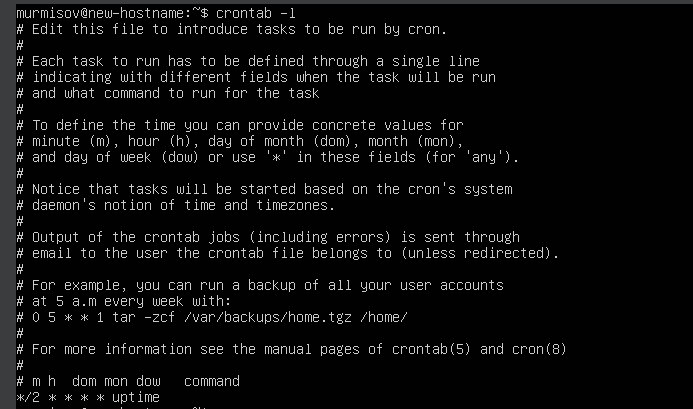 murmisov@new-hostname:~$ crontab -l
# Edit this file to introduce tasks to be run by cron.
#
# Each task to run has to be defined through a single line
# indicating with different fields when the task will be run
# and what command to run for the task
#
# To define the time you can provide concrete values for
# minute (m), hour (h), day of month (dom), month (mon),
# and day of week (dow) or use '*' in these fields (for 'any').
#
# Notice that tasks will be started based on the cron's system
# daemon's notion of time and timezones.
#
# Output of the crontab jobs (including errors) is sent through
# email to the user the crontab file belongs to (unless redirected).
#
# For example, you can run a backup of all your user accounts
# at 5 a.m every week with:
# 0 5 * * 1 tar -zcf /var/backups/home.tgz /home/
#
# For more information see the manual pages of crontab(5) and cron(8)
#
# m h  dom mon dow   command
*/2 * * * * uptime